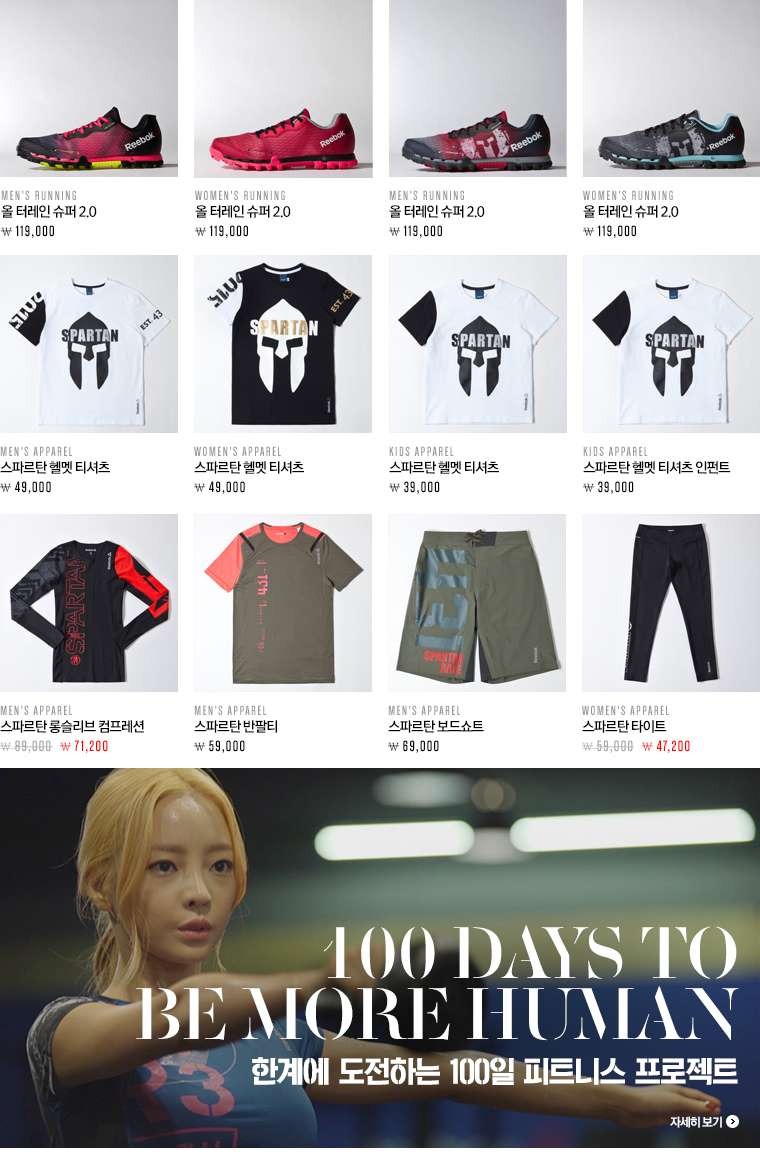 Reebok
Reebok
Reebok
Reebok
MEN'S RUNNING
올 터레인 슈퍼 2.0
₩ 119,000
WOMEN'S RUNNING
올 터레인 슈퍼 2.0
₩ 119,000
MEN'S RUNNING
올 터레인 슈퍼 2.0
₩ 119,000
WOMEN'S RUNNING
올 터레인 슈퍼 2.0
₩ 119,000
SPARTAN
EST. 43
SPARTAN
EST. 43
SPARTAN
SPARTAN
MEN'S APPAREL
스파르탄 헬멧 티셔츠
₩ 49,000
WOMEN'S APPAREL
스파르탄 헬멧 티셔츠
₩ 49,000
KIDS APPAREL
스파르탄 헬멧 티셔츠
₩ 39,000
KIDS APPAREL
스파르탄 헬멧 티셔츠 인펀트
₩ 39,000
SPARTAN
431
SPARTAN
RACE
Reebok
MEN'S APPAREL
스파르탄 롱슬리브 컴프레션
₩ 89,000 ₩ 71,200
MEN'S APPAREL
스파르탄 반팔티
₩ 59,000
MEN'S APPAREL
스파르탄 보드쇼트
₩ 69,000
WOMEN'S APPAREL
스파르탄 타이트
₩ 59,000 ₩ 47,200
100 DAYS TO
BE MORE HUMAN
한계에 도전하는 100일 피트니스 프로젝트
자세히 보기